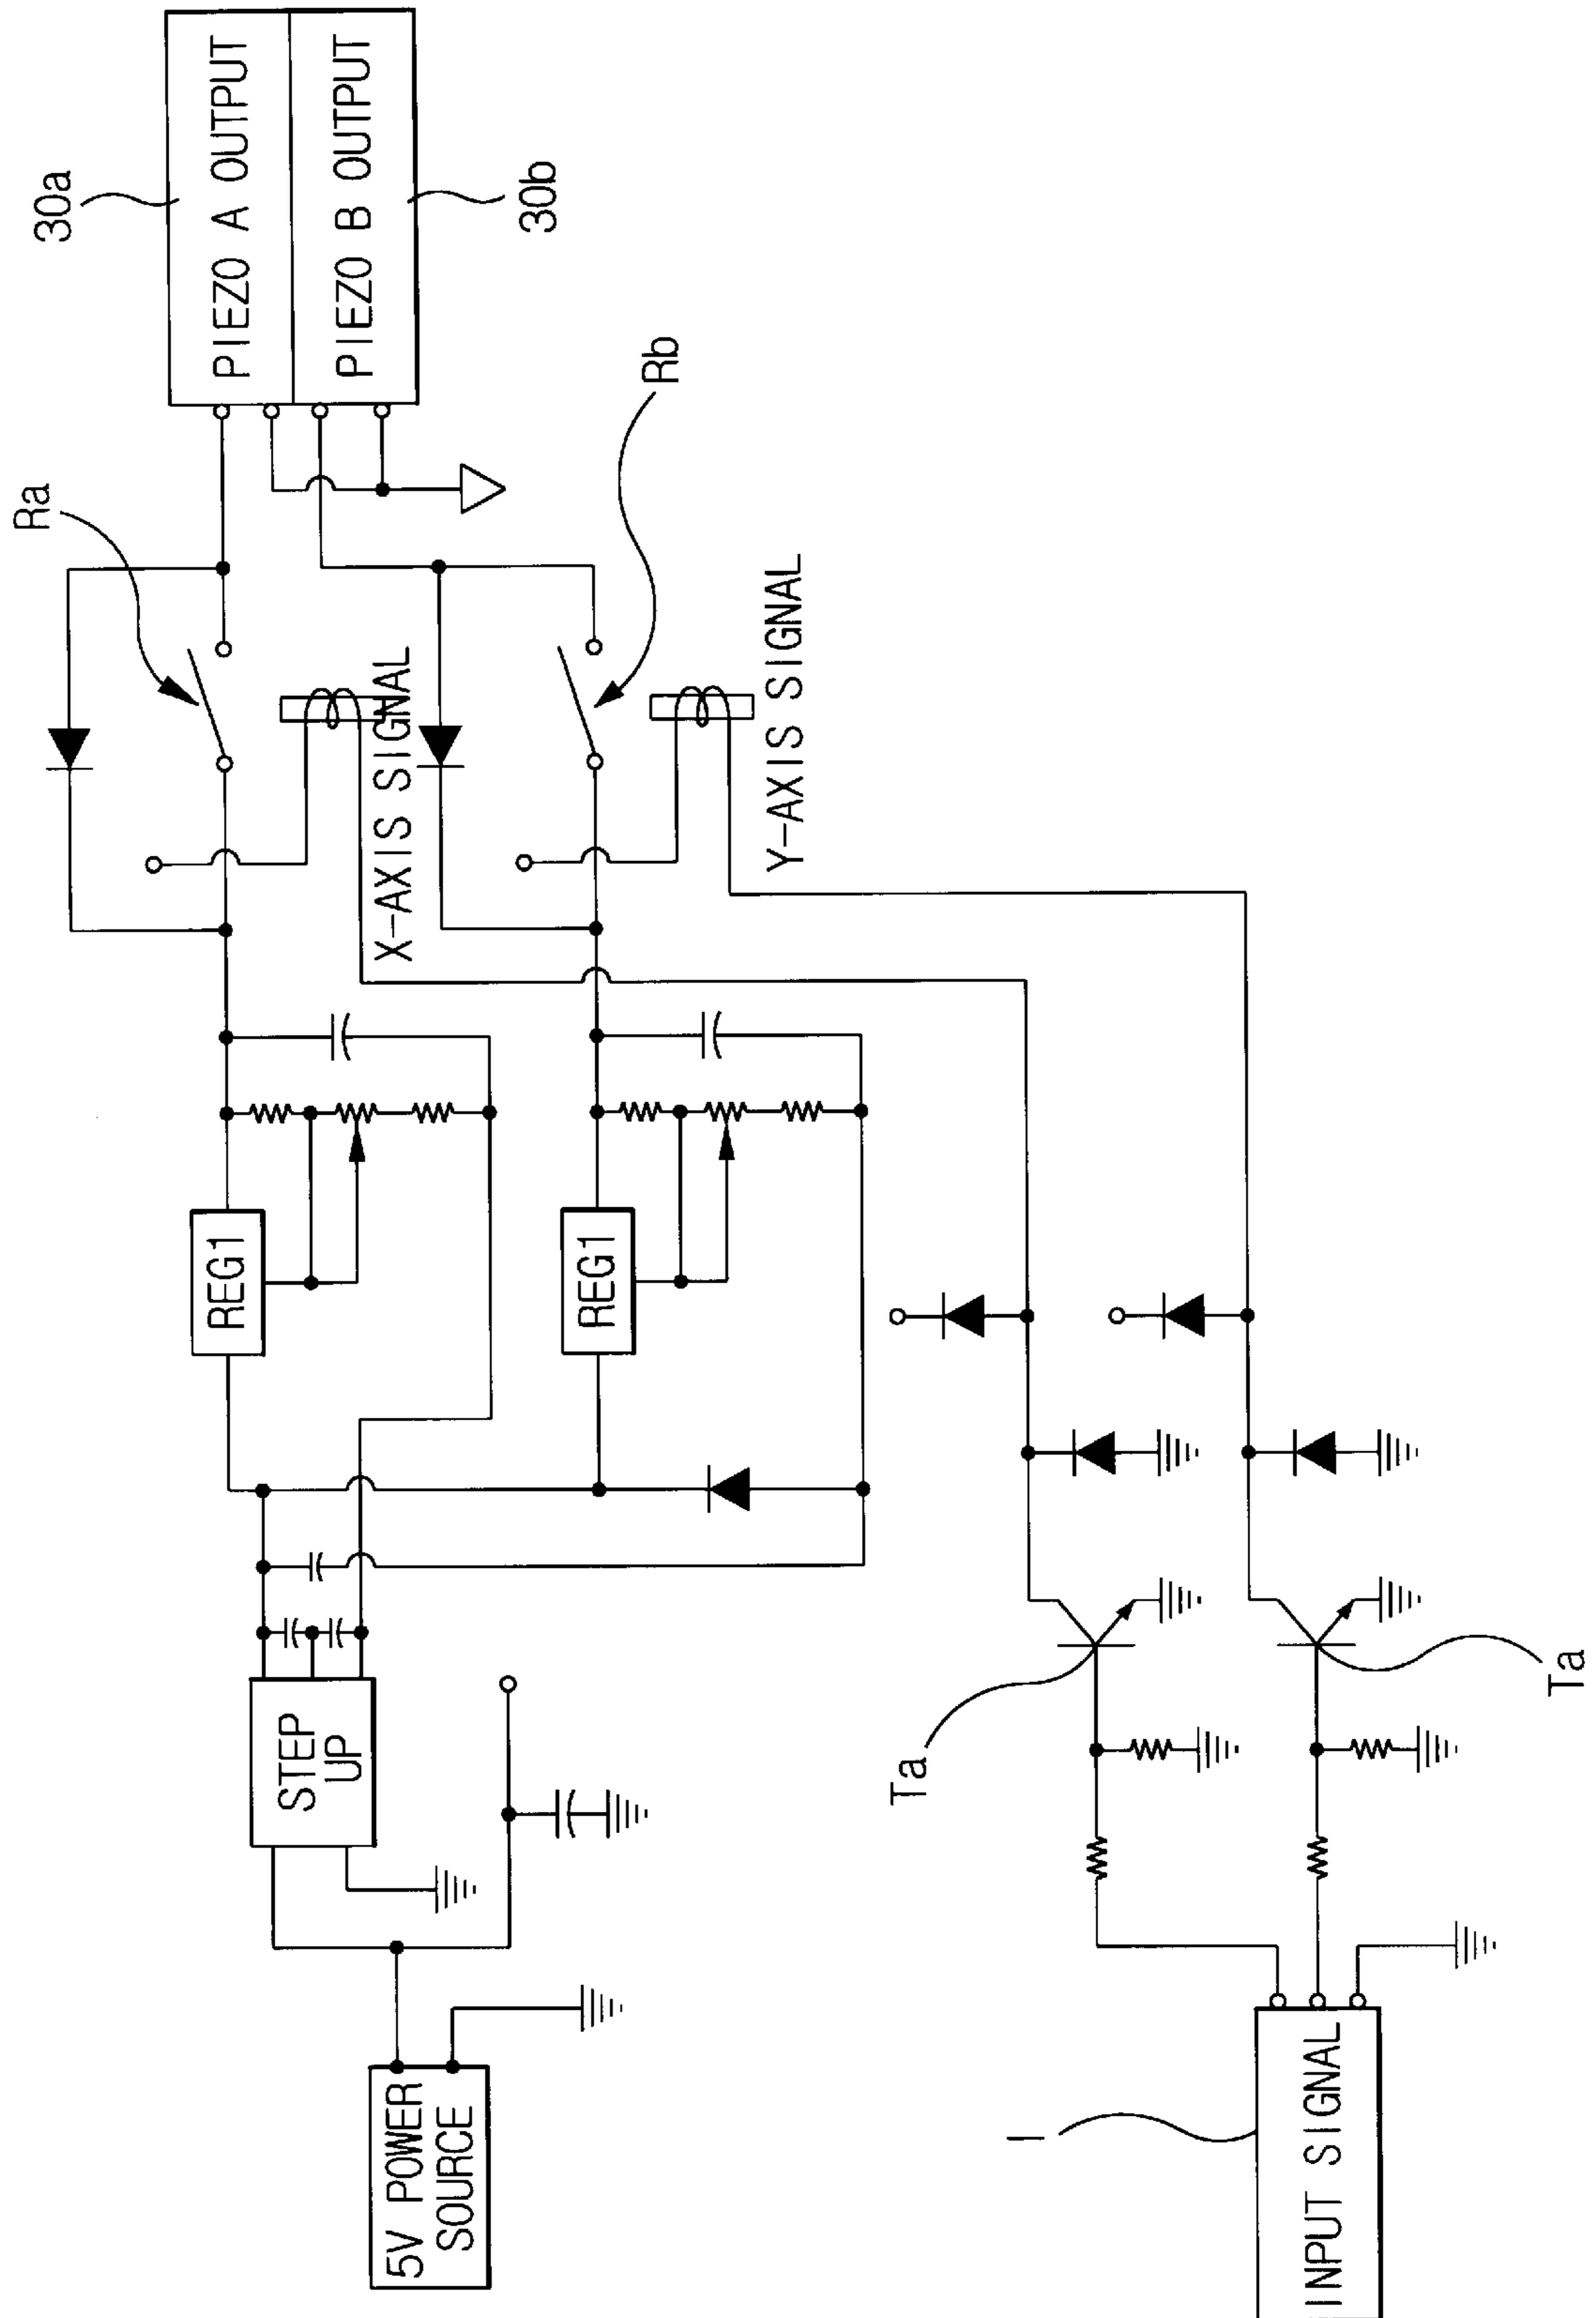 30a
PIEZO A OUTPUT
PIEZO B OUTPUT
30b
Ra
Rb
X-AXIS SIGNAL
Y-AXIS SIGNAL
REG1
REG1
STEP
UP
5V POWER
SOURCE
Ta
Ta
I
INPUT SIGNAL